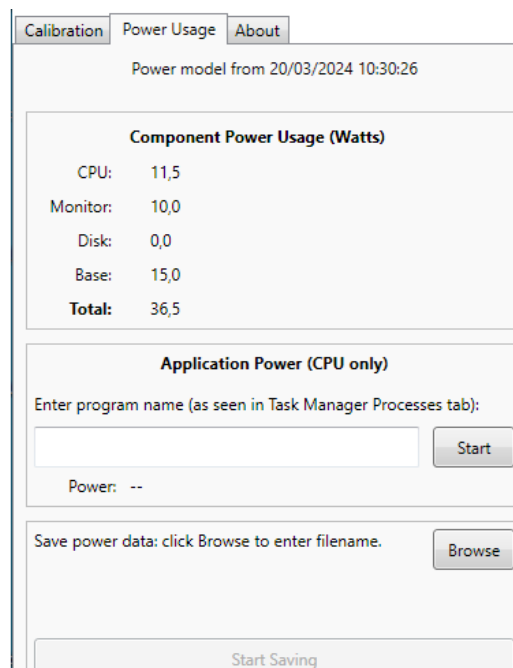 Calibration Power Usage About
Power model from 20/03/2024 10:30:26
Component Power Usage (Watts)
CPU: 11,5
Monitor: 10,0
Disk: 0,0
Base: 15,0
Total: 36,5
Application Power (CPU only)
Enter program name (as seen in Task Manager Processes tab):
Start
Power: --
Save power data: click Browse to enter filename.
Browse
Start Saving